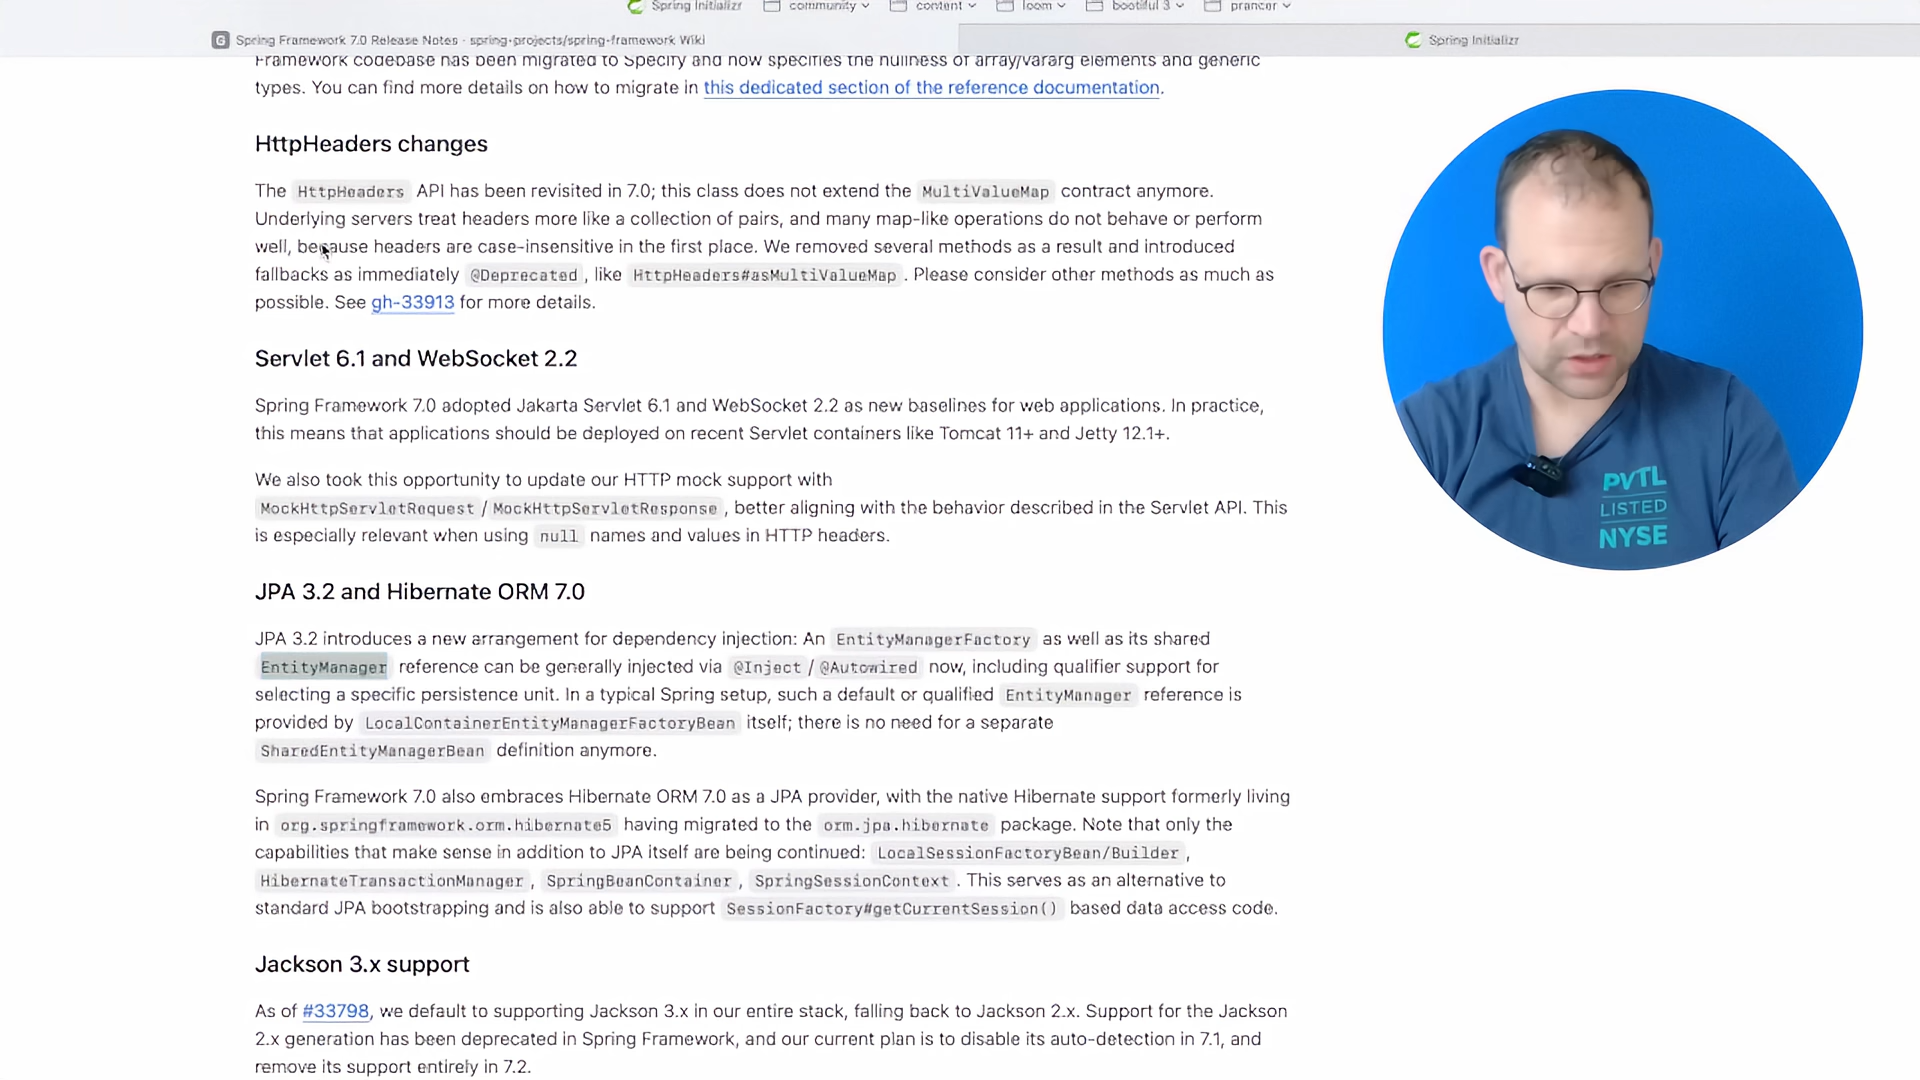 Spring Initializr community content loom bootiful 3 prancer
Spring Framework 7.0 Release Notes · spring-projects/spring-framework Wiki
Spring Initializr
Framework codebase has been migrated to JSpecify and now specifies the nullness of array/vararg elements and generic
types. You can find more details on how to migrate in this dedicated section of the reference documentation.
HttpHeaders changes
The HttpHeaders API has been revisited in 7.0; this class does not extend the MultiValueMap contract anymore.
Underlying servers treat headers more like a collection of pairs, and many map-like operations do not behave or perform
well, because headers are case-insensitive in the first place. We removed several methods as a result and introduced
fallbacks as immediately @Deprecated, like HttpHeaders#asMultiValueMap. Please consider other methods as much as
possible. See gh-33913 for more details.
Servlet 6.1 and WebSocket 2.2
Spring Framework 7.0 adopted Jakarta Servlet 6.1 and WebSocket 2.2 as new baselines for web applications. In practice,
this means that applications should be deployed on recent Servlet containers like Tomcat 11+ and Jetty 12.1+.
We also took this opportunity to update our HTTP mock support with
MockHttpServletRequest/MockHttpServletResponse, better aligning with the behavior described in the Servlet API. This
is especially relevant when using null names and values in HTTP headers.
JPA 3.2 and Hibernate ORM 7.0
JPA 3.2 introduces a new arrangement for dependency injection: An EntityManagerFactory as well as its shared
EntityManager reference can be generally injected via @Inject/@Autowired now, including qualifier support for
selecting a specific persistence unit. In a typical Spring setup, such a default or qualified EntityManager reference is
provided by LocalContainerEntityManagerFactoryBean itself; there is no need for a separate
SharedEntityManagerBean definition anymore.
Spring Framework 7.0 also embraces Hibernate ORM 7.0 as a JPA provider, with the native Hibernate support formerly living
in org.springframework.orm.hibernate5 having migrated to the orm.jpa.hibernate package. Note that only the
capabilities that make sense in addition to JPA itself are being continued: LocalSessionFactoryBean/Builder,
HibernateTransactionManager, SpringBeanContainer, SpringSessionContext. This serves as an alternative to
standard JPA bootstrapping and is also able to support SessionFactory#getCurrentSession() based data access code.
Jackson 3.x support
As of #33798, we default to supporting Jackson 3.x in our entire stack, falling back to Jackson 2.x. Support for the Jackson
2.x generation has been deprecated in Spring Framework, and our current plan is to disable its auto-detection in 7.1, and
remove its support entirely in 7.2.
PVTL
LISTED
NYSE